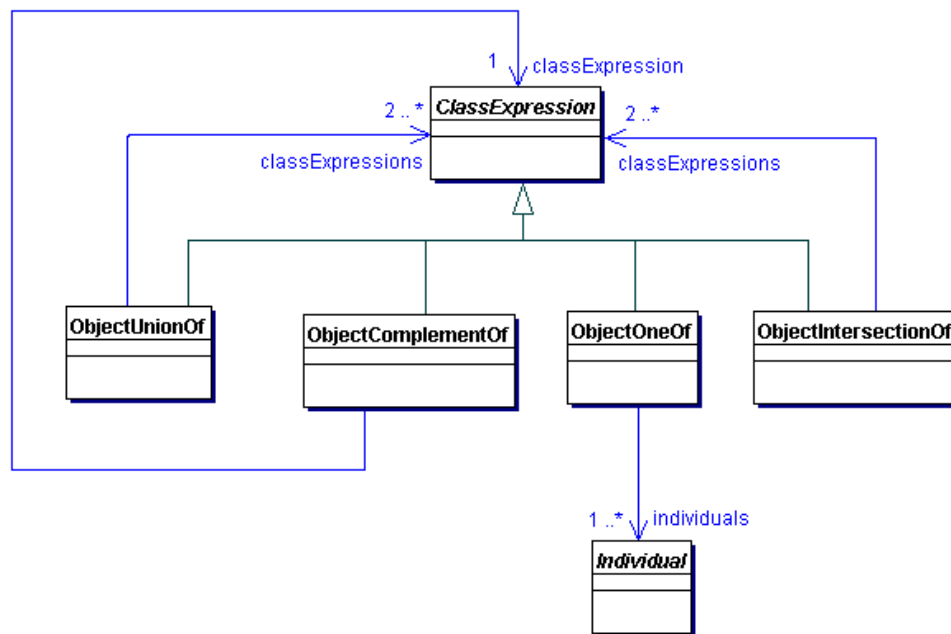 1
classExpression
ClassExpression
2 ..*
2 ..*
classExpressions
classExpressions
ObjectUnionOf
ObjectComplementOf
ObjectOneOf
ObjectIntersectionOf
1 ..*
individuals
Individual